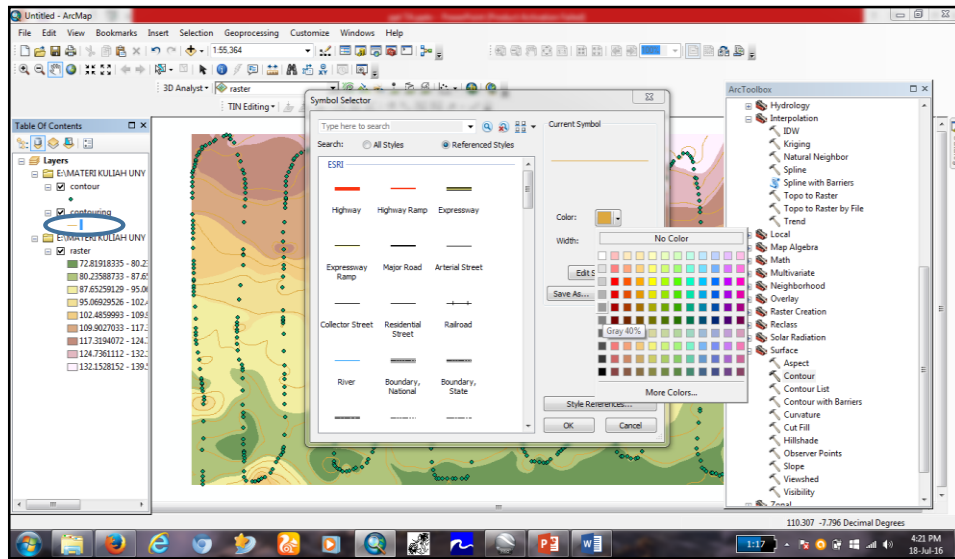 Untitled - ArcMap
File Edit View Bookmarks Insert Selection Geoprocessing Customize Windows Help
1:55,364
3D Analyst
raster
TIN Editing
Table Of Contents
Layers
E:\MATERI KULIAH UNY
contour
contouring
E:\MATERI KULIAH UNY
raster
72.81918335 - 80.23
80.23588733 - 87.65
87.65259129 - 95.06
95.06929526 - 102.4
102.4859993 - 109.9
109.9027033 - 117.3
117.3194072 - 124.7
124.7361112 - 132.1
132.1528152 - 139.5
Symbol Selector
Type here to search
Search:
All Styles
Referenced Styles
ESRI
Highway
Highway Ramp
Expressway
Expressway Ramp
Major Road
Arterial Street
Collector Street
Residential Street
Railroad
River
Boundary, National
Boundary, State
Current Symbol
Color:
Width:
Edit S
Save As...
Style References...
OK
Cancel
No Color
Gray 40%
More Colors...
ArcToolbox
Hydrology
Interpolation
IDW
Kriging
Natural Neighbor
Spline
Spline with Barriers
Topo to Raster
Topo to Raster by File
Trend
Local
Map Algebra
Math
Multivariate
Neighborhood
Overlay
Raster Creation
Reclass
Solar Radiation
Surface
Aspect
Contour
Contour List
Contour with Barriers
Curvature
Cut Fill
Hillshade
Observer Points
Slope
Viewshed
Visibility
Zonal
110.307 -7.796 Decimal Degrees
1:17
4:21 PM
18-Jul-16